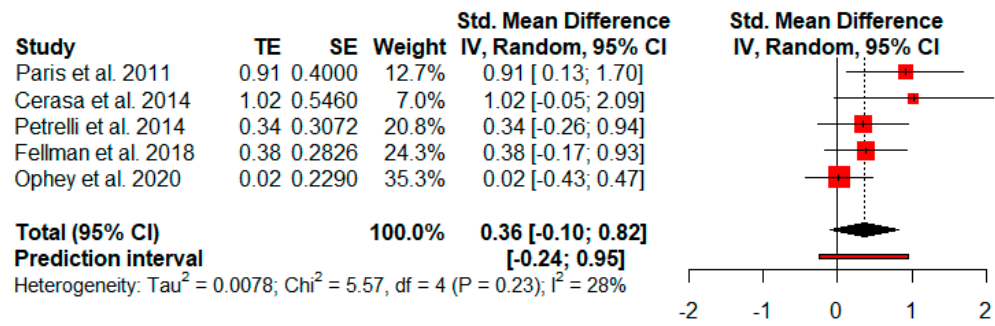 Std. Mean Difference Std. Mean Difference
Study TE SE Weight IV, Random, 95% CI IV, Random, 95% CI
Paris et al. 2011 0.91 0.4000 12.7% 0.91 [ 0.13; 1.70]
Cerasa et al. 2014 1.02 0.5460 7.0% 1.02 [-0.05; 2.09]
Petrelli et al. 2014 0.34 0.3072 20.8% 0.34 [-0.26; 0.94]
Fellman et al. 2018 0.38 0.2826 24.3% 0.38 [-0.17; 0.93]
Ophey et al. 2020 0.02 0.2290 35.3% 0.02 [-0.43; 0.47]
Total (95% CI) 100.0% 0.36 [-0.10; 0.82]
Prediction interval [-0.24; 0.95]
Heterogeneity: Tau² = 0.0078; Chi² = 5.57, df = 4 (P = 0.23); I² = 28%
-2 -1 0 1 2